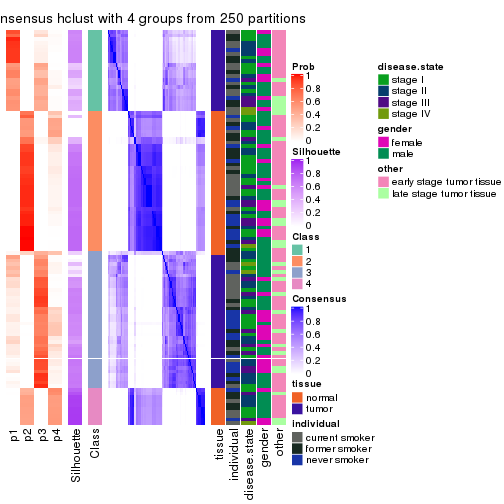 nsensus hclust with 4 groups from 250 partitions
Prob
1
0.8
0.6
0.4
0.2
0
Silhouette
1
0.8
0.6
0.4
0.2
0
Class
1
2
3
4
Consensus
1
0.8
0.6
0.4
0.2
0
tissue
normal
tumor
individual
current smoker
former smoker
never smoker
disease.state
stage I
stage II
stage III
stage IV
gender
female
male
other
early stage tumor tissue
late stage tumor tissue
p1
p2
p3
p4
Silhouette
Class
tissue
individual
disease.state
gender
other